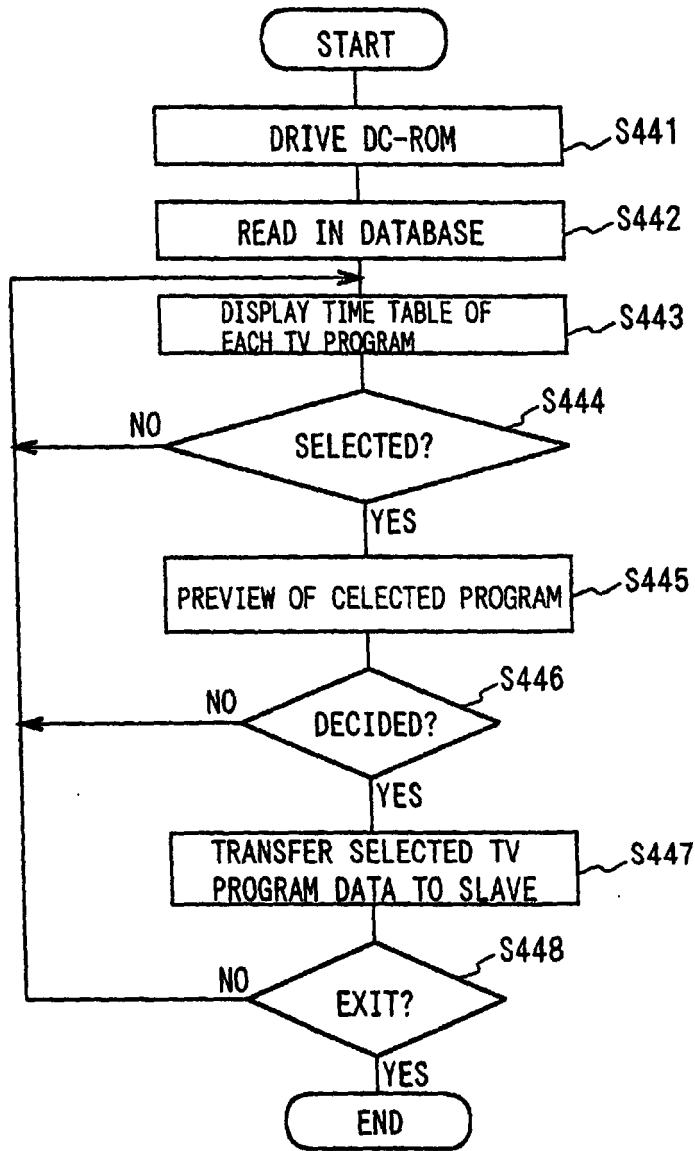 START
DRIVE DC-ROM
S441
READ IN DATABASE
S442
DISPLAY TIME TABLE OF
EACH TV PROGRAM
S443
S444
NO
SELECTED?
YES
PREVIEW OF CELECTED PROGRAM
S445
S446
NO
DECIDED?
YES
TRANSFER SELECTED TV
PROGRAM DATA TO SLAVE
S447
S448
NO
EXIT?
YES
END